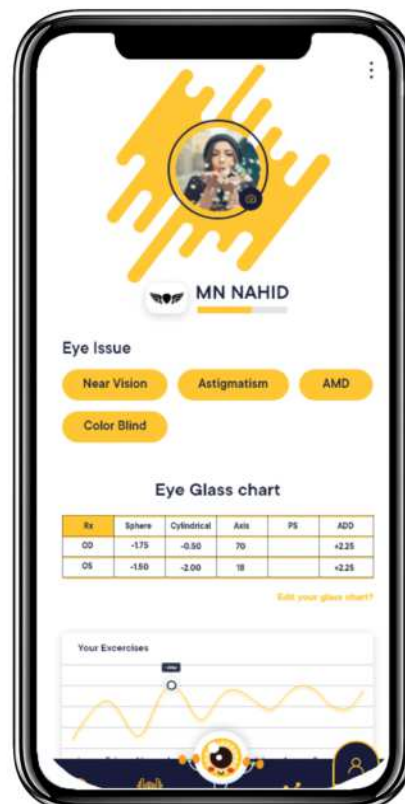 MN NAHID
Eye Issue
Near Vision Astigmatism AMD
Color Blind
Eye Glass chart
Rx Sphere Cylindrical Axis PS ADD
OD -1.75 -0.50 70 +2.25
OS -1.50 -2.00 18 +2.25
Edit your glass chart?
Your Excercises